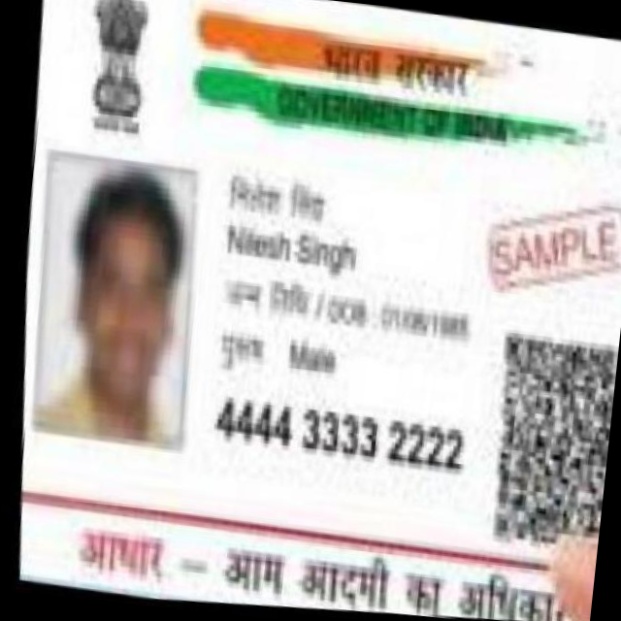 भारत सरकार
GOVERNMENT OF INDIA
Nilesh Singh
SAMPLE
जन्म तिथि / DOB : 01/06/1985
पुरुष Male
4444 3333 2222
आधार – आम आदमी का अधिकार